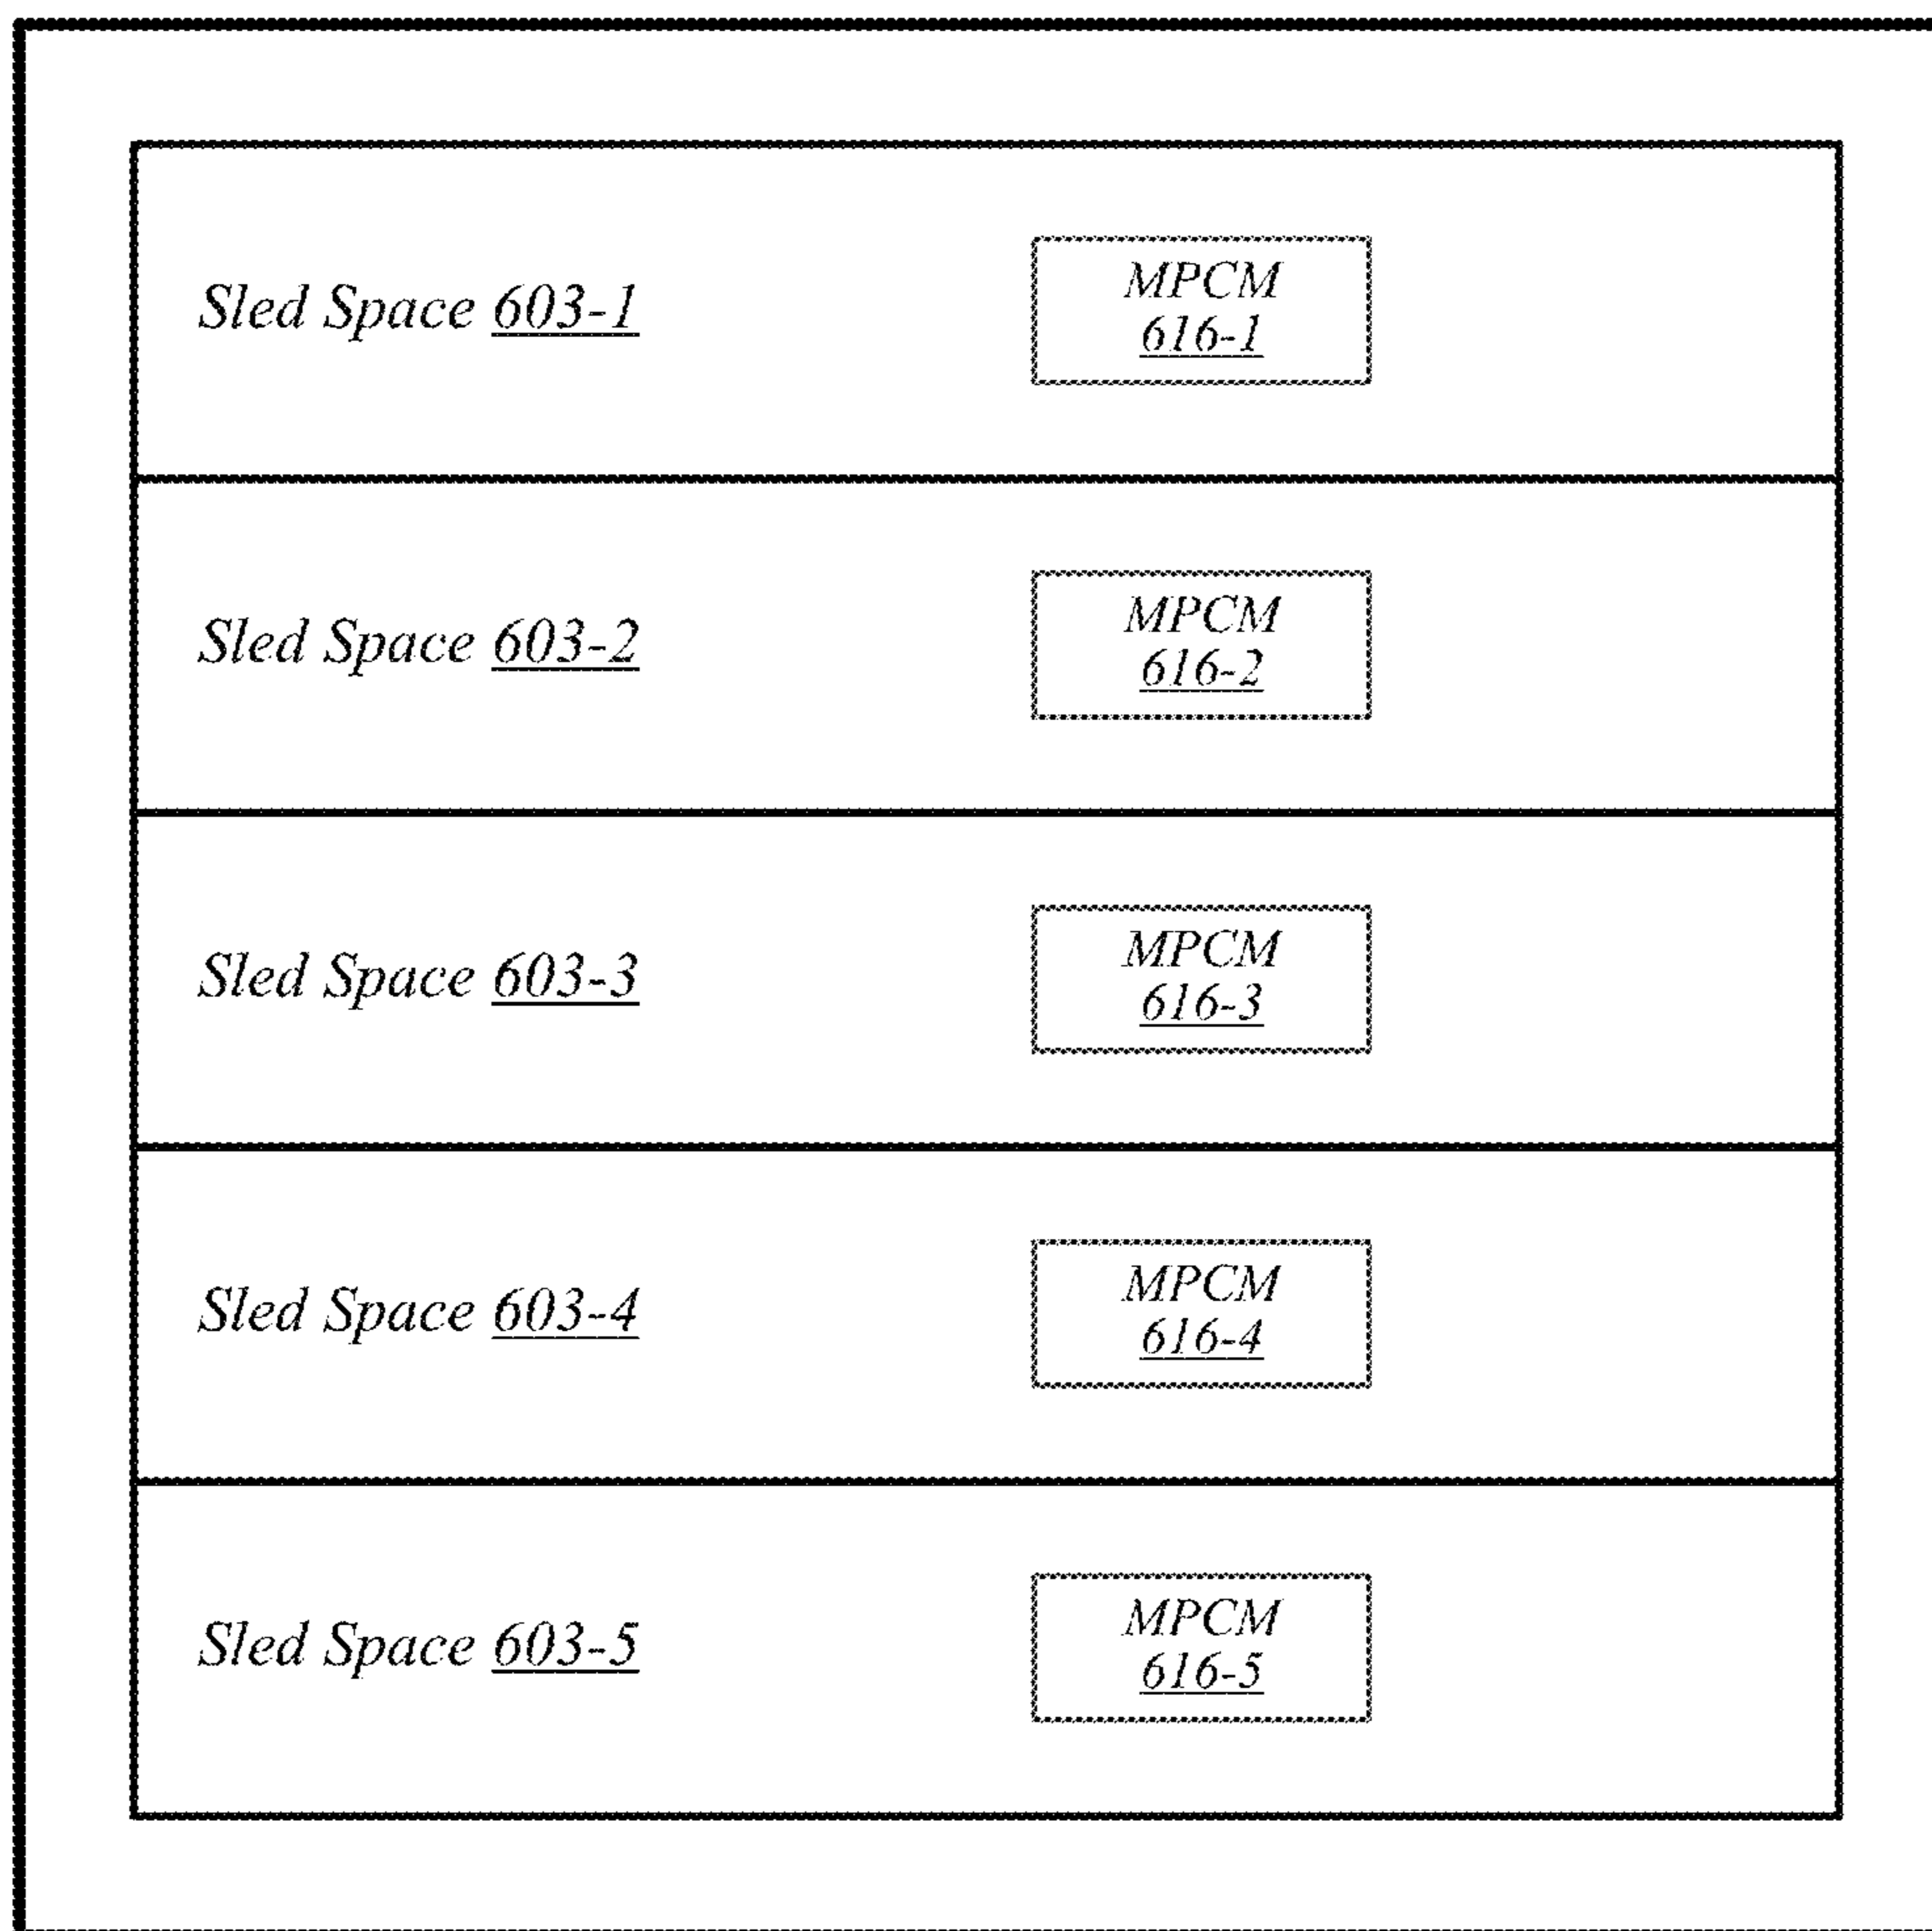 Sled Space 603-1
MPCM
616-1
Sled Space 603-2
MPCM
616-2
Sled Space 603-3
MPCM
616-3
Sled Space 603-4
MPCM
616-4
Sled Space 603-5
MPCM
616-5